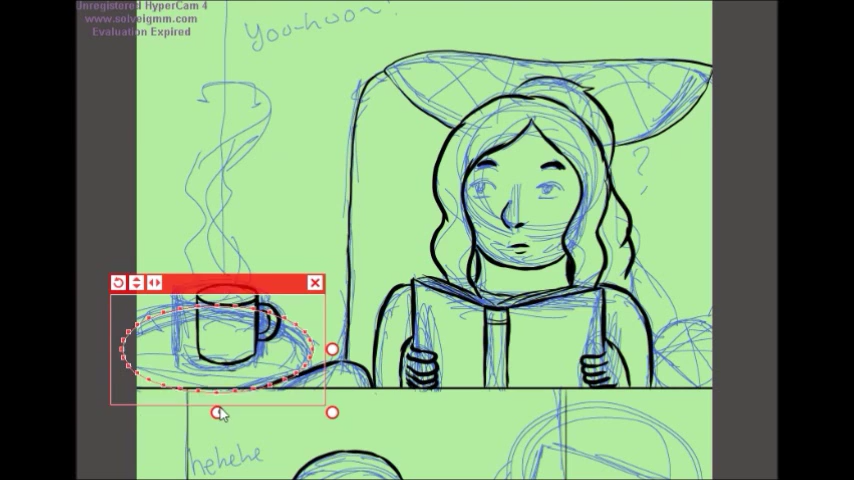 Unregistered HyperCam 4
www.solveigmm.com
Evaluation Expired
Yoo-hoo~!
?
hehehe